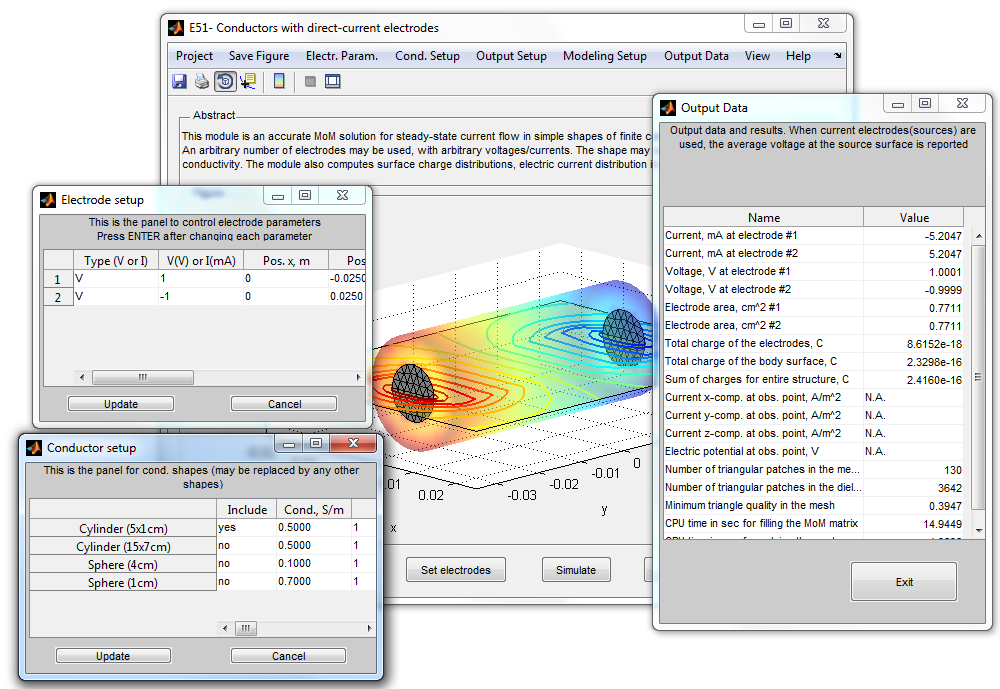 E51- Conductors with direct-current electrodes
Project Save Figure Electr. Param. Cond. Setup Output Setup Modeling Setup Output Data View Help
Abstract
This module is an accurate MoM solution for steady-state current flow in simple shapes of finite c
An arbitrary number of electrodes may be used, with arbitrary voltages/currents. The shape may
conductivity. The module also computes surface charge distributions, electric current distribution i
Electrode setup
This is the panel to control electrode parameters
Press ENTER after changing each parameter
Type (V or I) V(V) or I(mA) Pos. x, m Pos
1 V 1 0 -0.0250
2 V -1 0 0.0250
Update Cancel
Conductor setup
This is the panel for cond. shapes (may be replaced by any other
shapes)
Include Cond., S/m
Cylinder (5x1cm) yes 0.5000 1
Cylinder (15x7cm) no 0.5000 1
Sphere (4cm) no 0.1000 1
Sphere (1cm) no 0.7000 1
Update Cancel
.01
0.02
x
-0.03
-0.02
-0.01
0
y
Set electrodes Simulate
Output Data
Output data and results. When current electrodes(sources) are
used, the average voltage at the source surface is reported
Name Value
Current, mA at electrode #1 -5.2047
Current, mA at electrode #2 5.2047
Voltage, V at electrode #1 1.0001
Voltage, V at electrode #2 -0.9999
Electrode area, cm^2 #1 0.7711
Electrode area, cm^2 #2 0.7711
Total charge of the electrodes, C 8.6152e-18
Total charge of the body surface, C 2.3298e-16
Sum of charges for entire structure, C 2.4160e-16
Current x-comp. at obs. point, A/m^2 N.A.
Current y-comp. at obs. point, A/m^2 N.A.
Current z-comp. at obs. point, A/m^2 N.A.
Electric potential at obs. point, V N.A.
Number of triangular patches in the me... 130
Number of triangular patches in the diel... 3642
Minimum triangle quality in the mesh 0.3947
CPU time in sec for filling the MoM matrix 14.9449
Exit